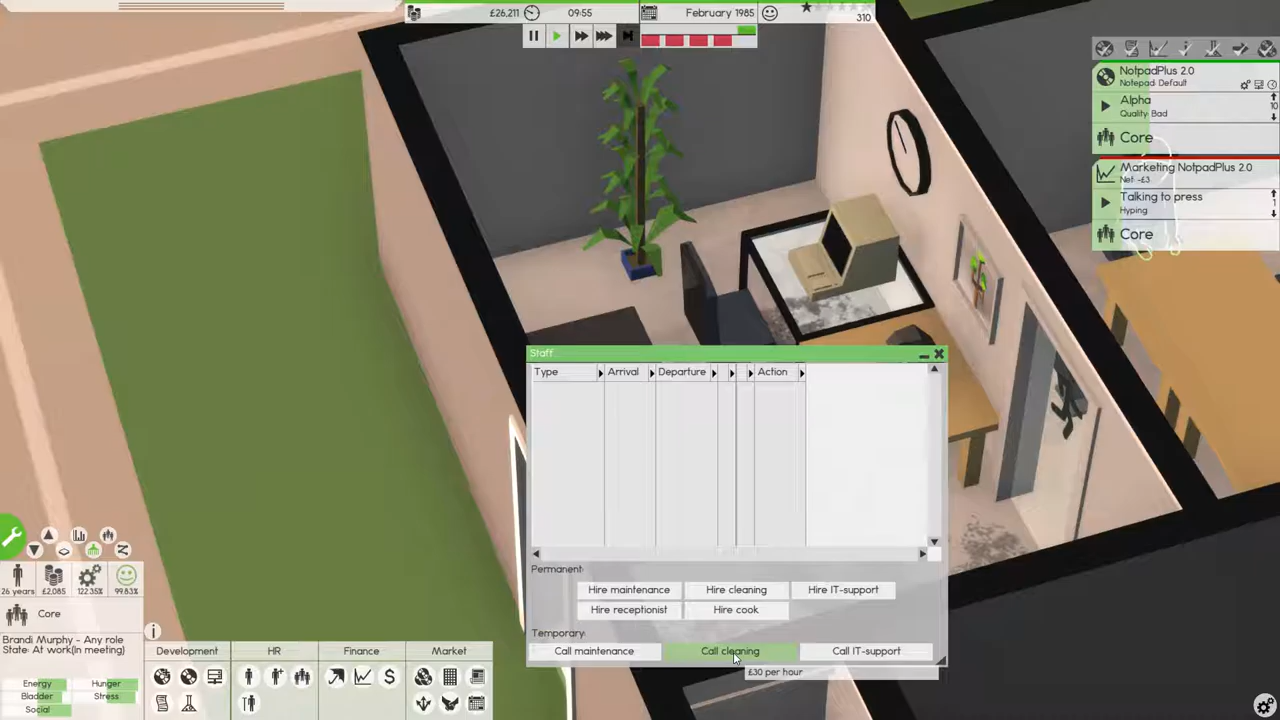 £26,211
09:55
February 1985
310
NotpadPlus 2.0
Notepad: Default
Alpha
Quality: Bad
10
Core
Marketing NotpadPlus 2.0
Net: -£3
Talking to press
Hyping
1
Core
Staff
Type
Arrival
Departure
Action
Permanent:
Hire maintenance
Hire cleaning
Hire IT-support
Hire receptionist
Hire cook
Temporary:
Call maintenance
Call cleaning
Call IT-support
£30 per hour
26 years
£2,085
122.35%
99.83%
Core
Brandi Murphy - Any role
State: At work(In meeting)
Energy
Hunger
Bladder
Stress
Social
Development
HR
Finance
Market